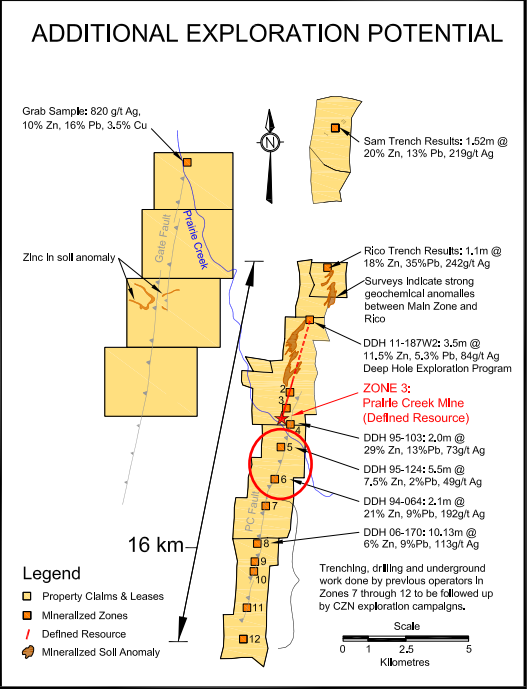 ADDITIONAL EXPLORATION POTENTIAL
Grab Sample: 820 g/t Ag,
10% Zn, 16% Pb, 3.5% Cu
N
Sam Trench Results: 1.52m @
20% Zn, 13% Pb, 219g/t Ag
Gate Fault
Prairie Creek
Zinc in soil anomaly
Rico Trench Results: 1.1m @
18% Zn, 35%Pb, 242g/t Ag
Surveys indicate strong
geochemical anomalies
between Main Zone and
Rico
DDH 11-187W2: 3.5m @
11.5% Zn, 5.3% Pb, 84g/t Ag
Deep Hole Exploration Program
2
3
ZONE 3:
Prairie Creek Mine
(Defined Resource)
4
DDH 95-103: 2.0m @
29% Zn, 13%Pb, 73g/t Ag
5
DDH 95-124: 5.5m @
7.5% Zn, 2%Pb, 49g/t Ag
6
DDH 94-064: 2.1m @
21% Zn, 9%Pb, 192g/t Ag
7
PC Fault
DDH 06-170: 10.13m @
6% Zn, 9%Pb, 113g/t Ag
8
16 km
9
10
11
12
Trenching, drilling and underground
work done by previous operators in
Zones 7 through 12 to be followed up
by CZN exploration campaigns.
Legend
Property Claims & Leases
Mineralized Zones
Defined Resource
Mineralized Soil Anomaly
Scale
0 1 2.5 5
Kilometres